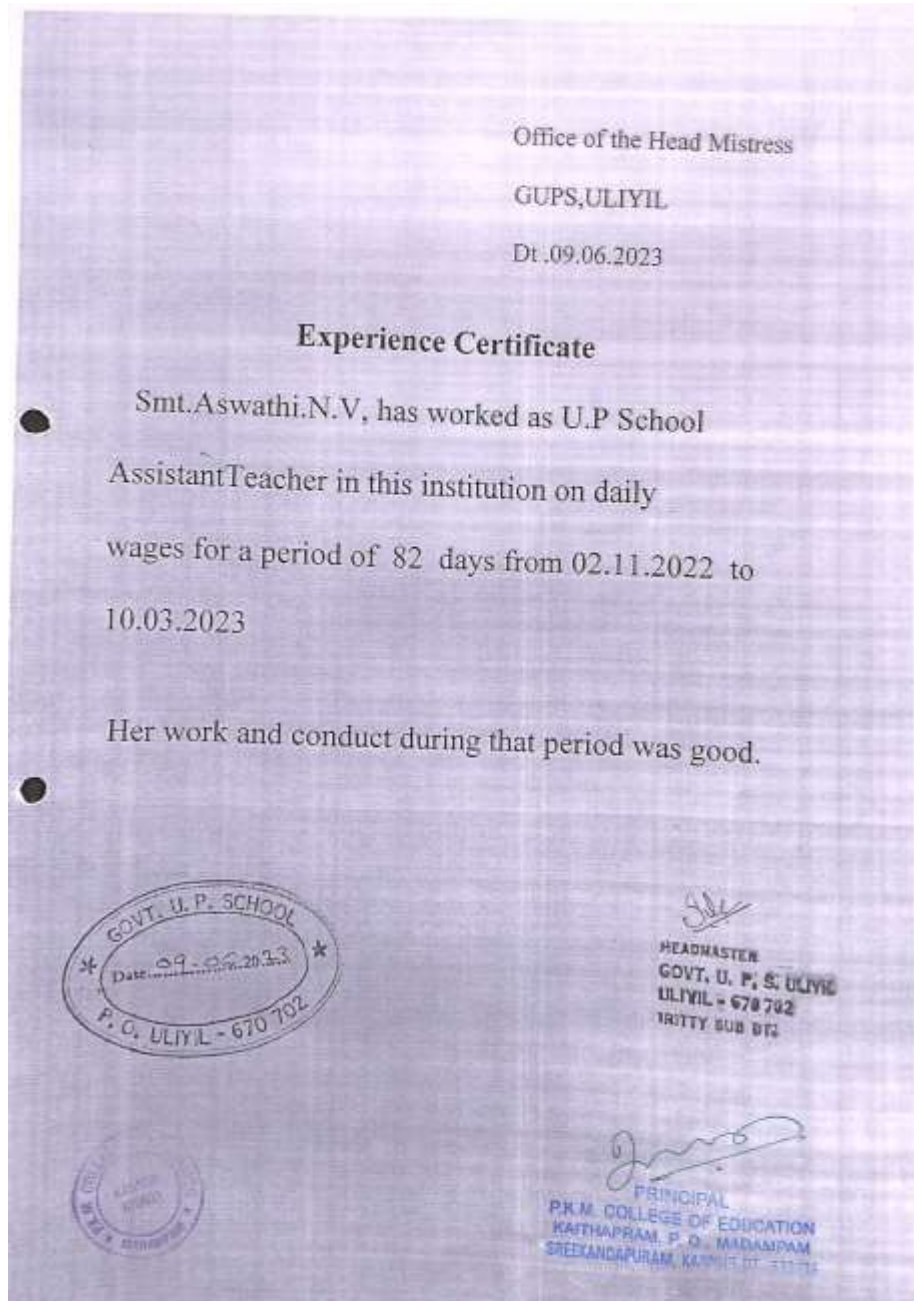 Office of the Head Mistress
GUPS,ULIYIL
Dt .09.06.2023
Experience Certificate
Smt.Aswathi.N.V, has worked as U.P School
AssistantTeacher in this institution on daily
wages for a period of 82 days from 02.11.2022 to
10.03.2023
Her work and conduct during that period was good.
GOVT. U. P. SCHOOL
Date 09-06-2023
P. O. ULIYIL - 670 702
HEADMASTER
GOVT. U. P. S. ULIYIL
ULIYIL - 670 702
IRITTY SUB DT
PRINCIPAL
P.K.M. COLLEGE OF EDUCATION
KAITHAPRAM, P. O., MADAMPAM
SREEKANDAPURAM,